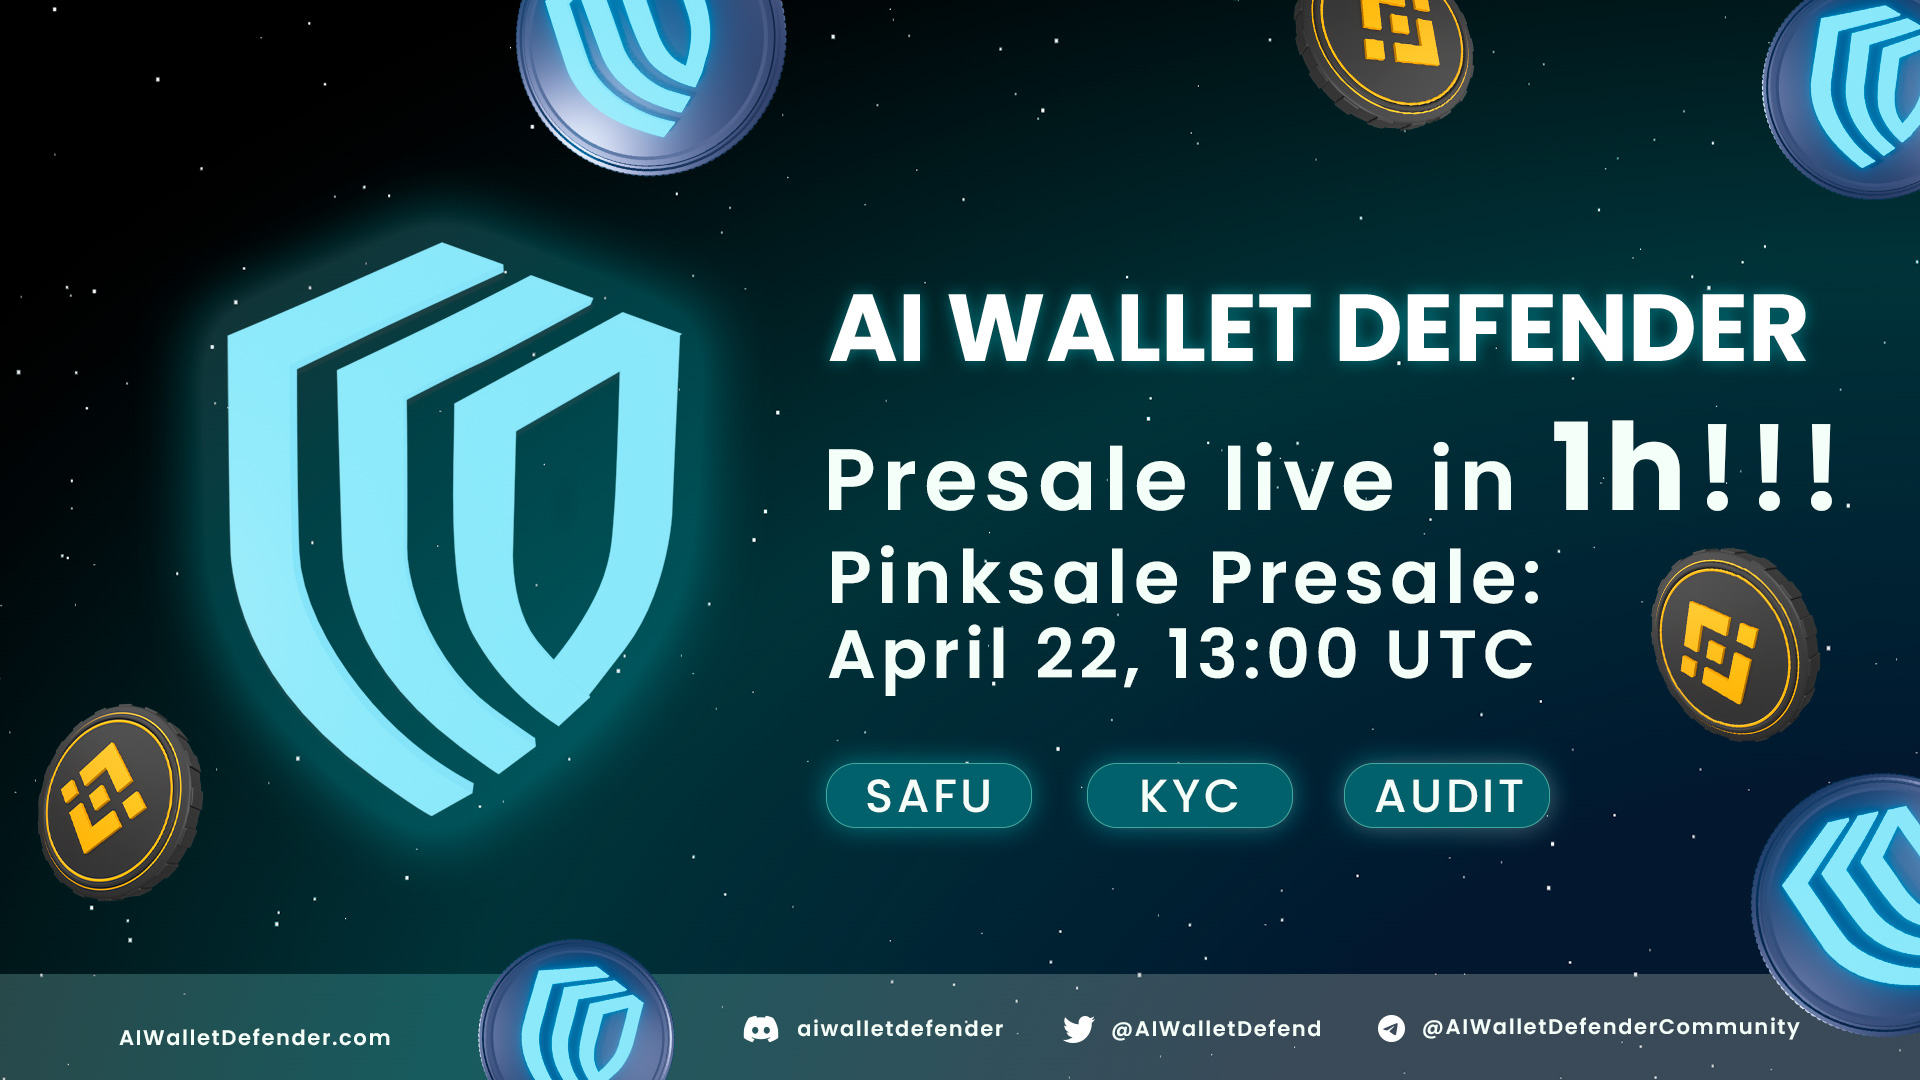 AI WALLET DEFENDER
Presale live in 1h!!!
Pinksale Presale:
April 22, 13:00 UTC
SAFU KYC AUDIT
AIWalletDefender.com aiwalletdefender @AIWalletDefend @AIWalletDefenderCommunity